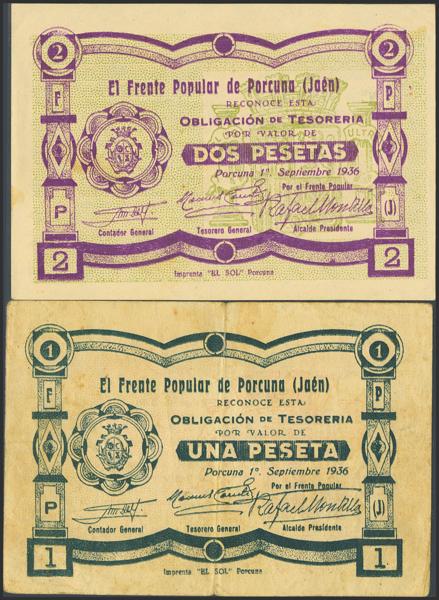 2 2
El Frente Popular de Porcuna (Jaén)
RECONOCE ESTA
OBLIGACIÓN DE TESORERIA
POR VALOR DE
DOS PESETAS
Porcuna 1º. Septiembre 1936
Por el Frente Popular
F P
P (J)
Rafael Montilla
Contador General Tesorero General Alcalde Presidente
2 2
Imprenta "EL SOL" Porcuna
1 1
El Frente Popular de Porcuna (Jaén)
RECONOCE ESTA
OBLIGACIÓN DE TESORERIA
POR VALOR DE
UNA PESETA
Porcuna 1º. Septiembre 1936
Por el Frente Popular
F P
P (J)
Rafael Montilla
Contador General Tesorero General Alcalde Presidente
1 1
Imprenta "EL SOL" Porcuna